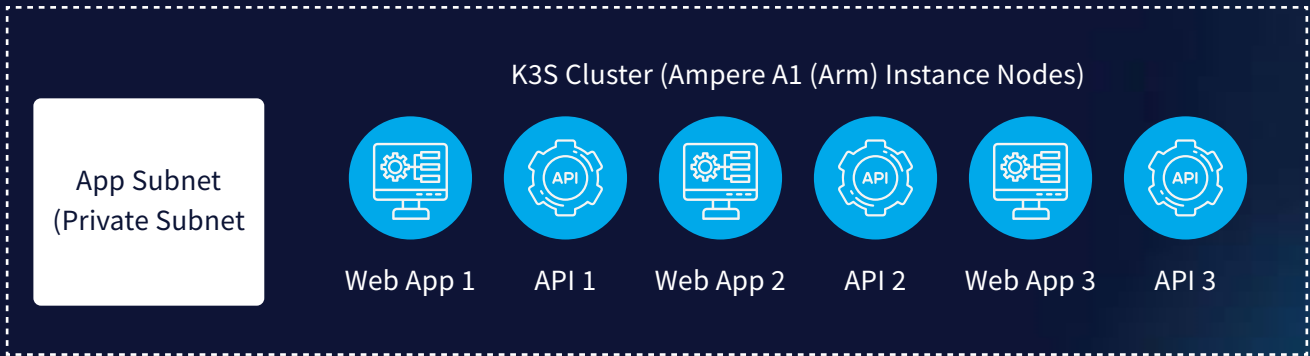 K3S Cluster (Ampere A1 (Arm) Instance Nodes)
App Subnet
(Private Subnet
API
API
API
Web App 1
API 1
Web App 2
API 2
Web App 3
API 3